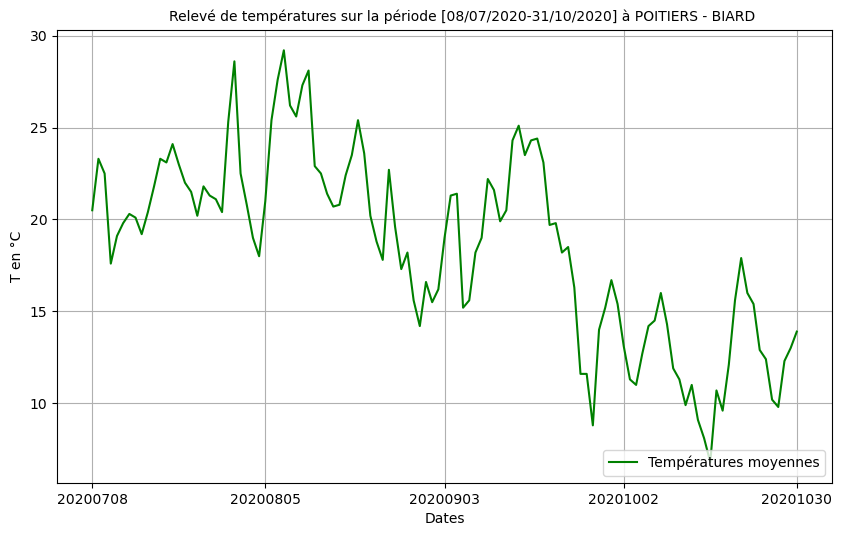 Relevé de températures sur la période [08/07/2020-31/10/2020] à POITIERS - BIARD
30
25
20
15
10
T en °C
Températures moyennes
20200708 20200805 20200903 20201002 20201030
Dates